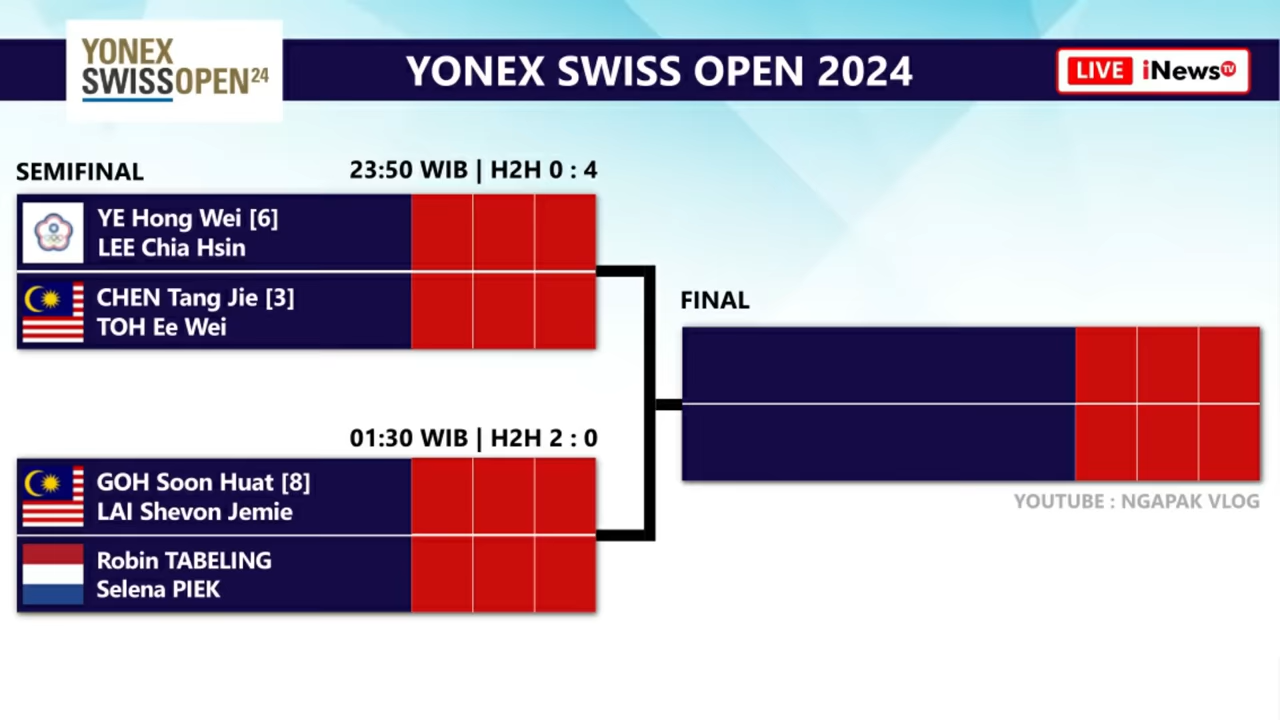 YONEX
SWISSOPEN24
YONEX SWISS OPEN 2024
LIVE iNewsTV
SEMIFINAL
23:50 WIB | H2H 0 : 4
YE Hong Wei [6]
LEE Chia Hsin
CHEN Tang Jie [3]
TOH Ee Wei
01:30 WIB | H2H 2 : 0
GOH Soon Huat [8]
LAI Shevon Jemie
Robin TABELING
Selena PIEK
FINAL
YOUTUBE : NGAPAK VLOG